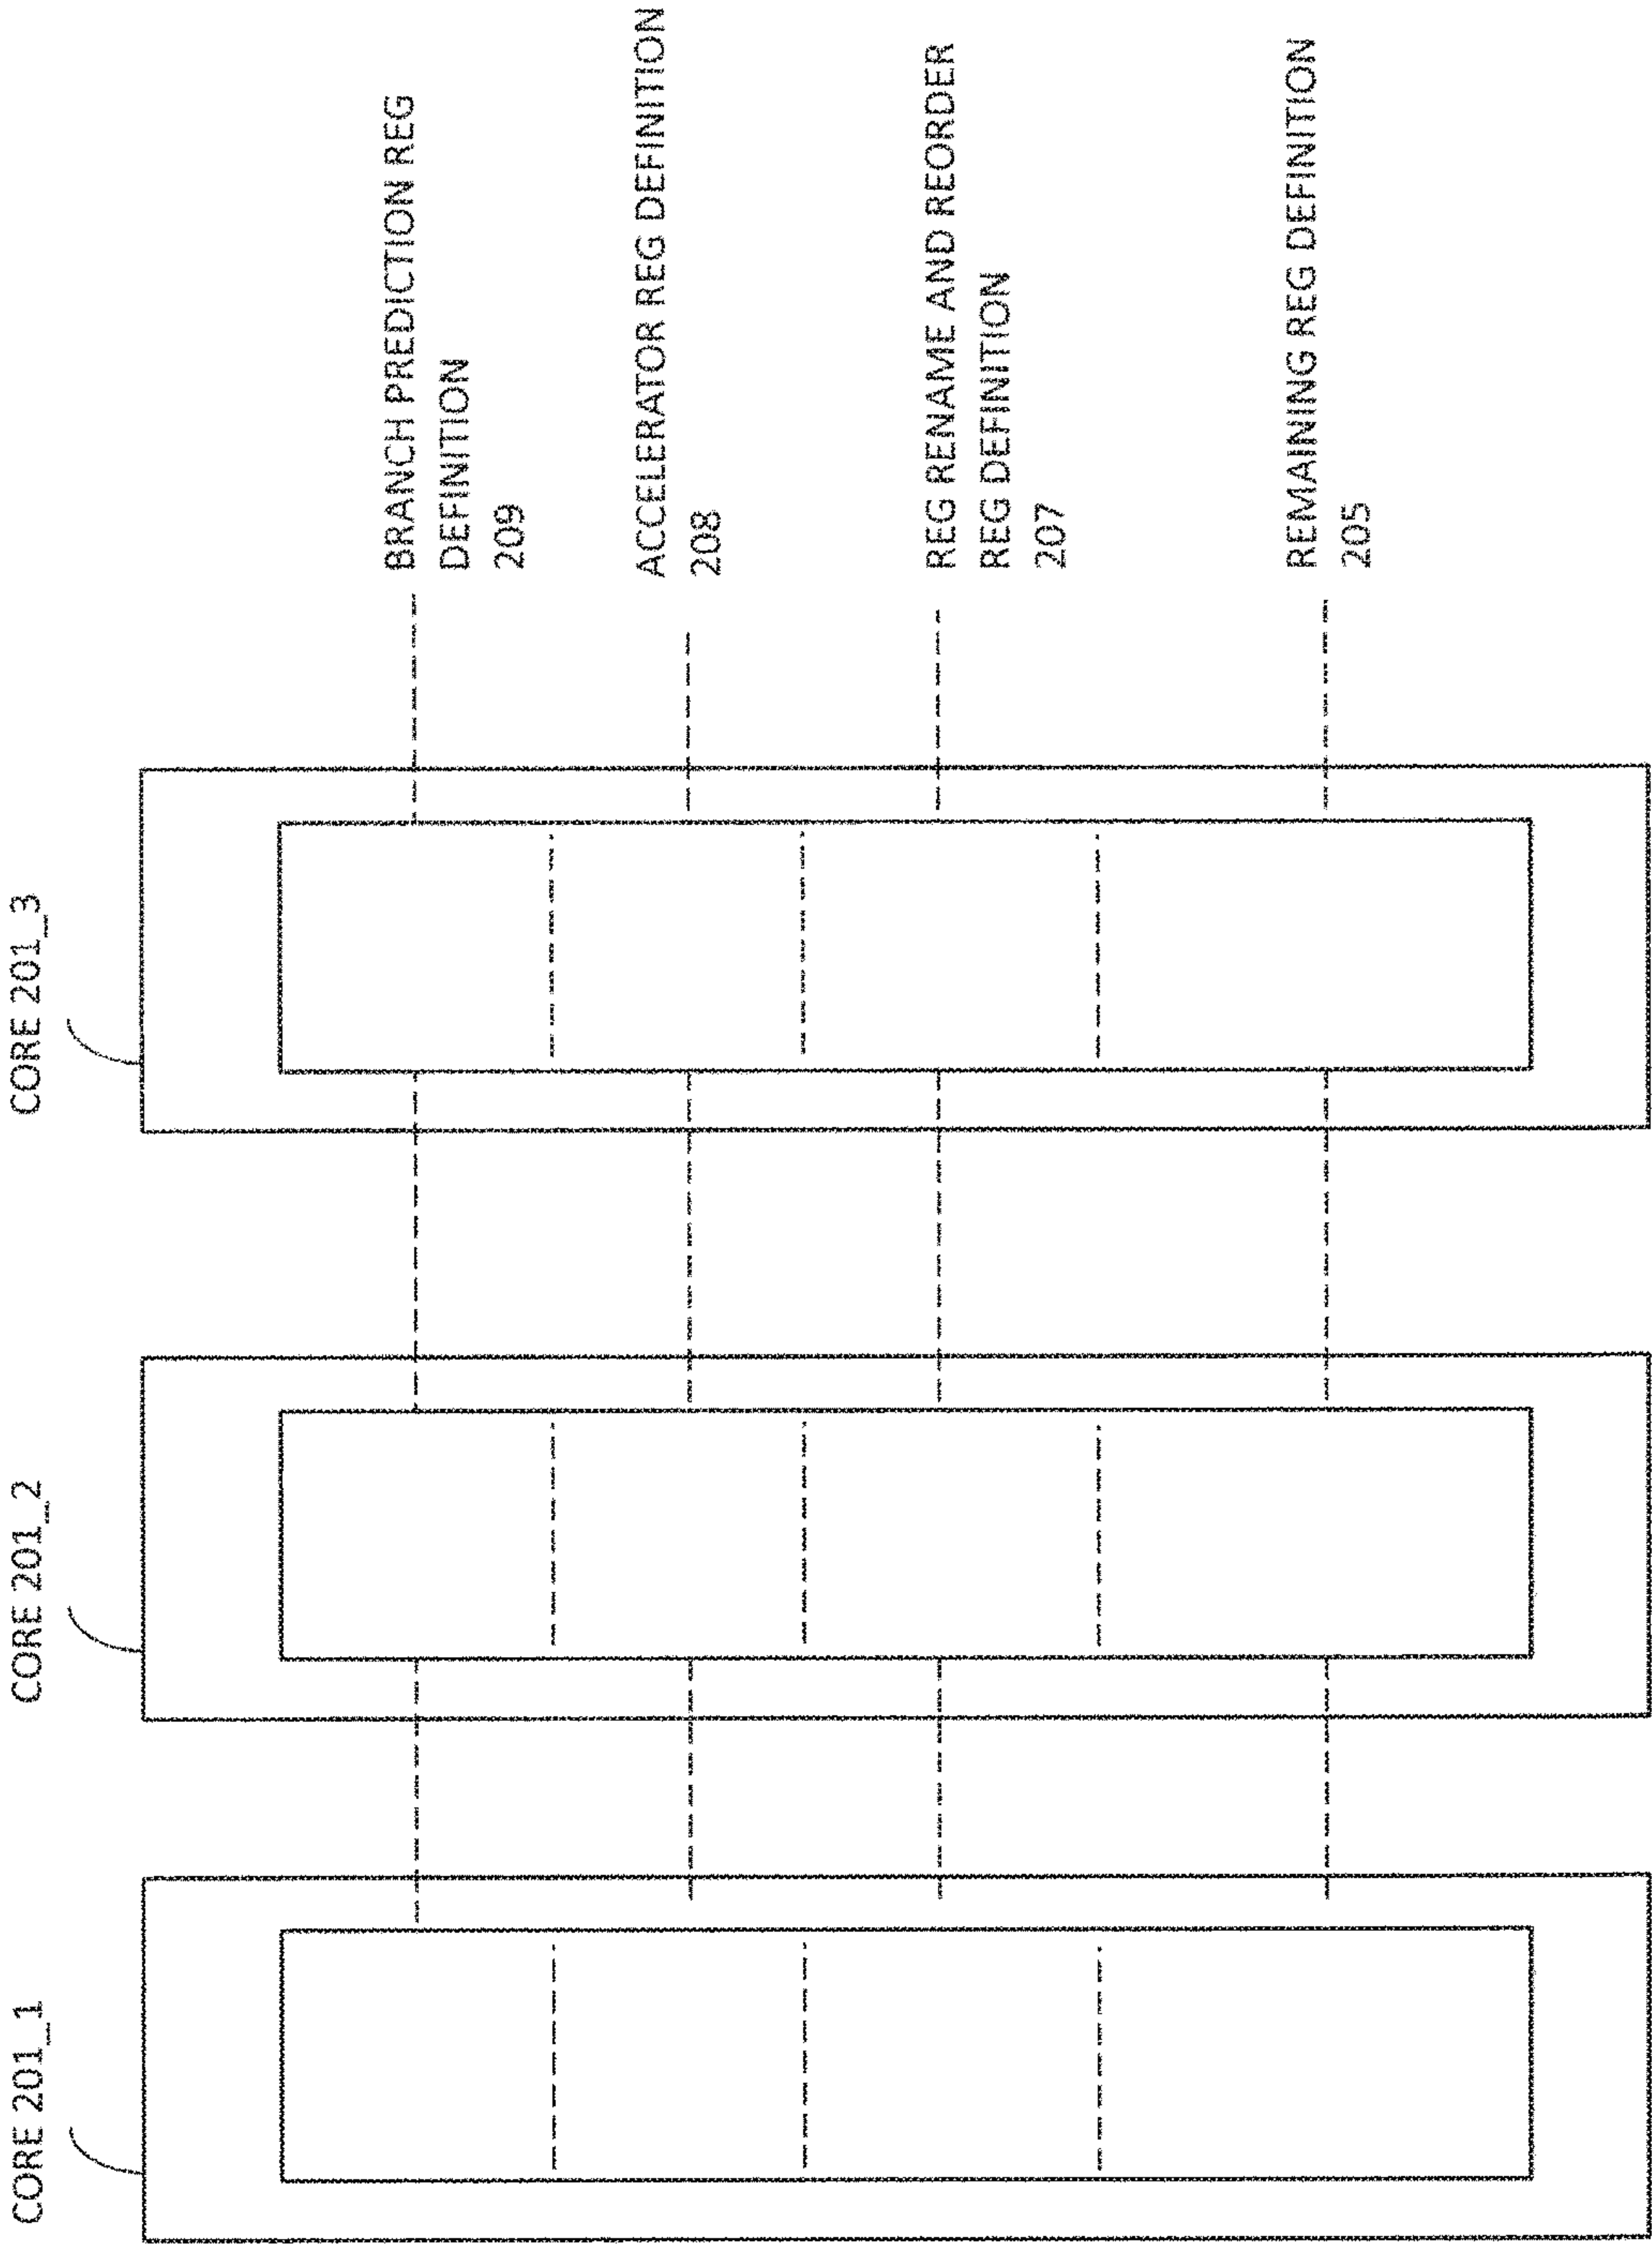 CORE 201_1
CORE 201_2
CORE 201_3
BRANCH PREDICTION REG
DEFINITION
209
ACCELERATOR REG DEFINITION
208
REG RENAME AND REORDER
REG DEFINITION
207
REMAINING REG DEFINITION
205